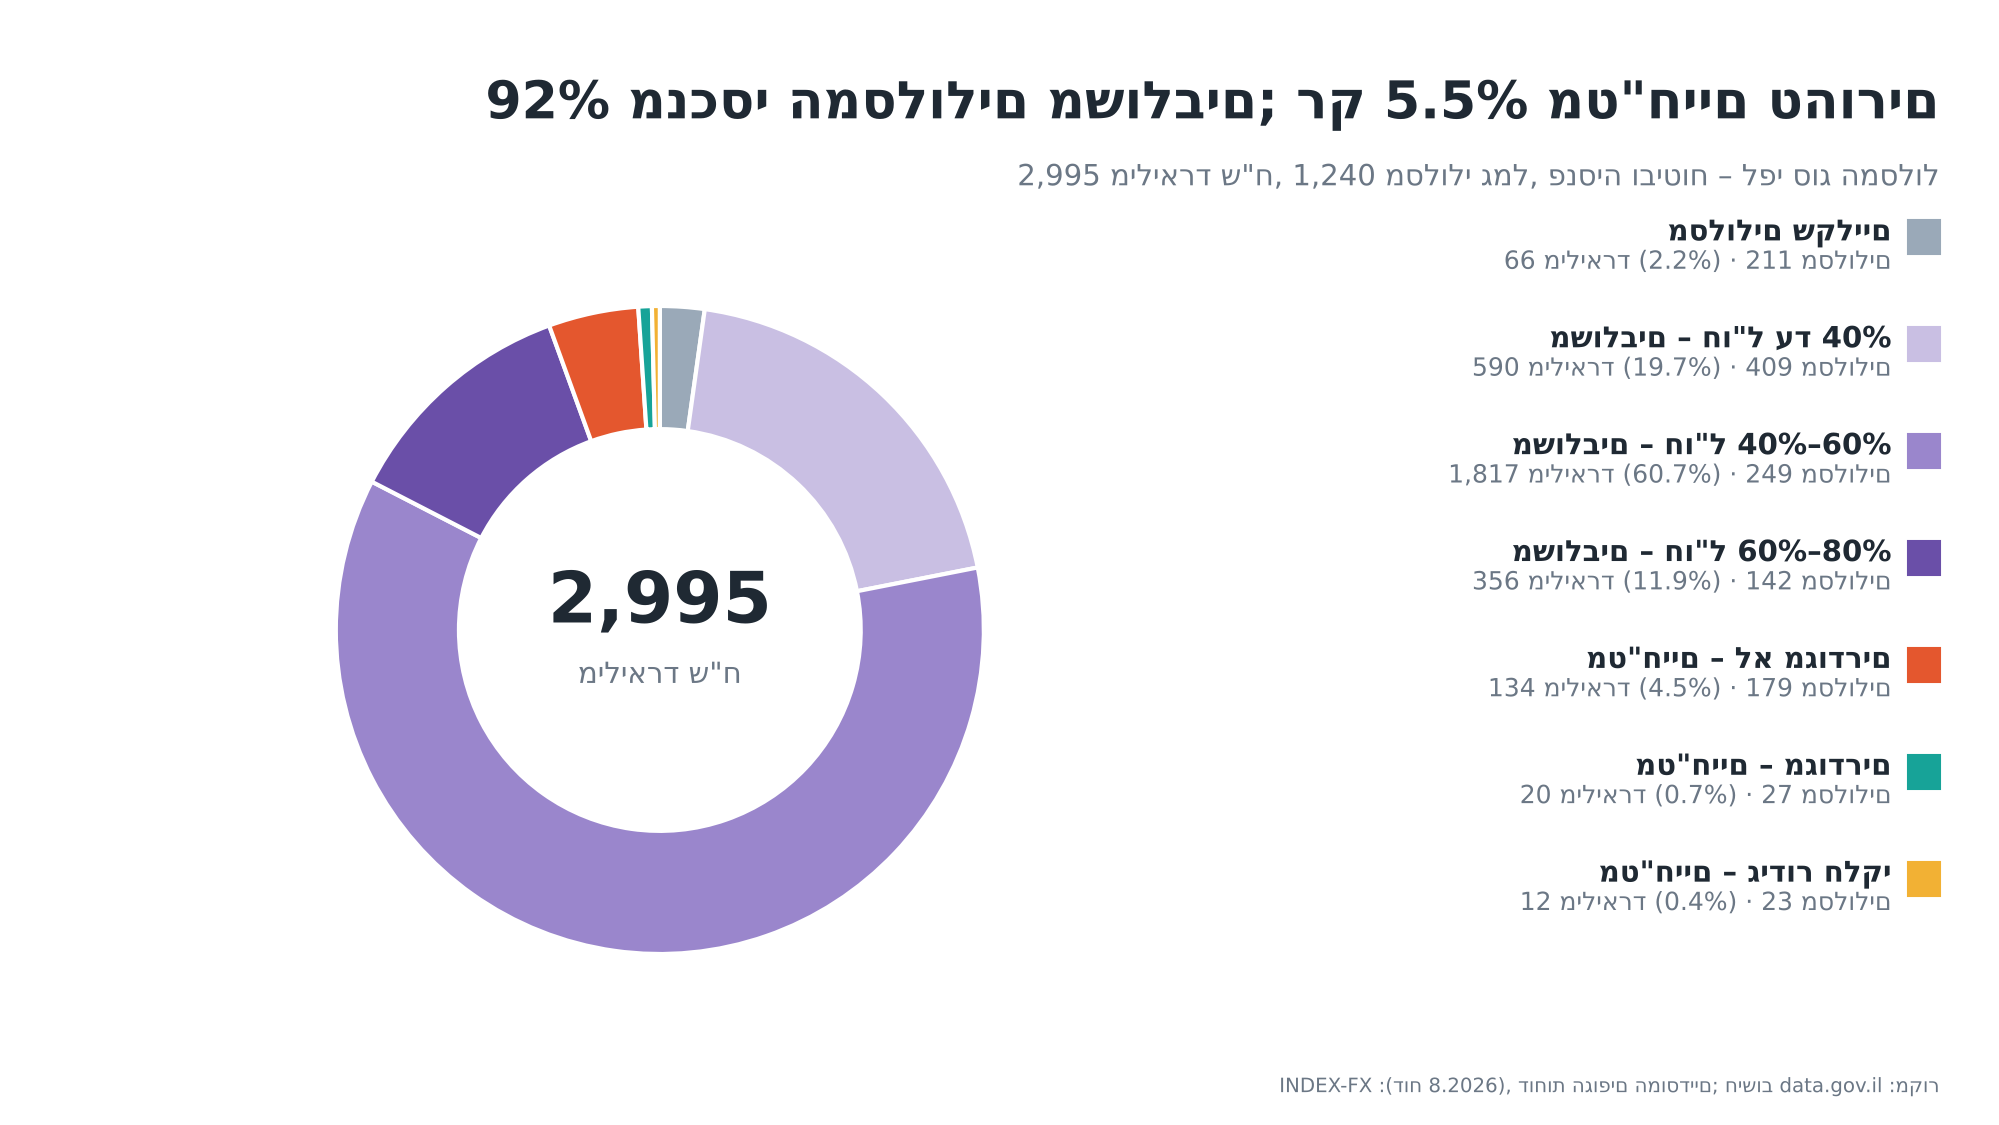 92% מנכסי המסלולים משולבים; רק 5.5% מט"חיים טהורים
2,995 מיליארד ש"ח, 1,240 מסלולי גמל, פנסיה וביטוח – לפי סוג המסלול
מסלולים שקליים
66 מיליארד (2.2%) · 211 מסלולים
משולבים – חו"ל עד 40%
590 מיליארד (19.7%) · 409 מסלולים
משולבים – חו"ל 40%–60%
1,817 מיליארד (60.7%) · 249 מסלולים
משולבים – חו"ל 60%–80%
356 מיליארד (11.9%) · 142 מסלולים
מט"חיים – לא מגודרים
134 מיליארד (4.5%) · 179 מסלולים
מט"חיים – מגודרים
20 מיליארד (0.7%) · 27 מסלולים
מט"חיים – גידור חלקי
12 מיליארד (0.4%) · 23 מסלולים
2,995
מיליארד ש"ח
INDEX-FX :(דוח 8.2026), דוחות הגופים המוסדיים; חישוב data.gov.il :מקור